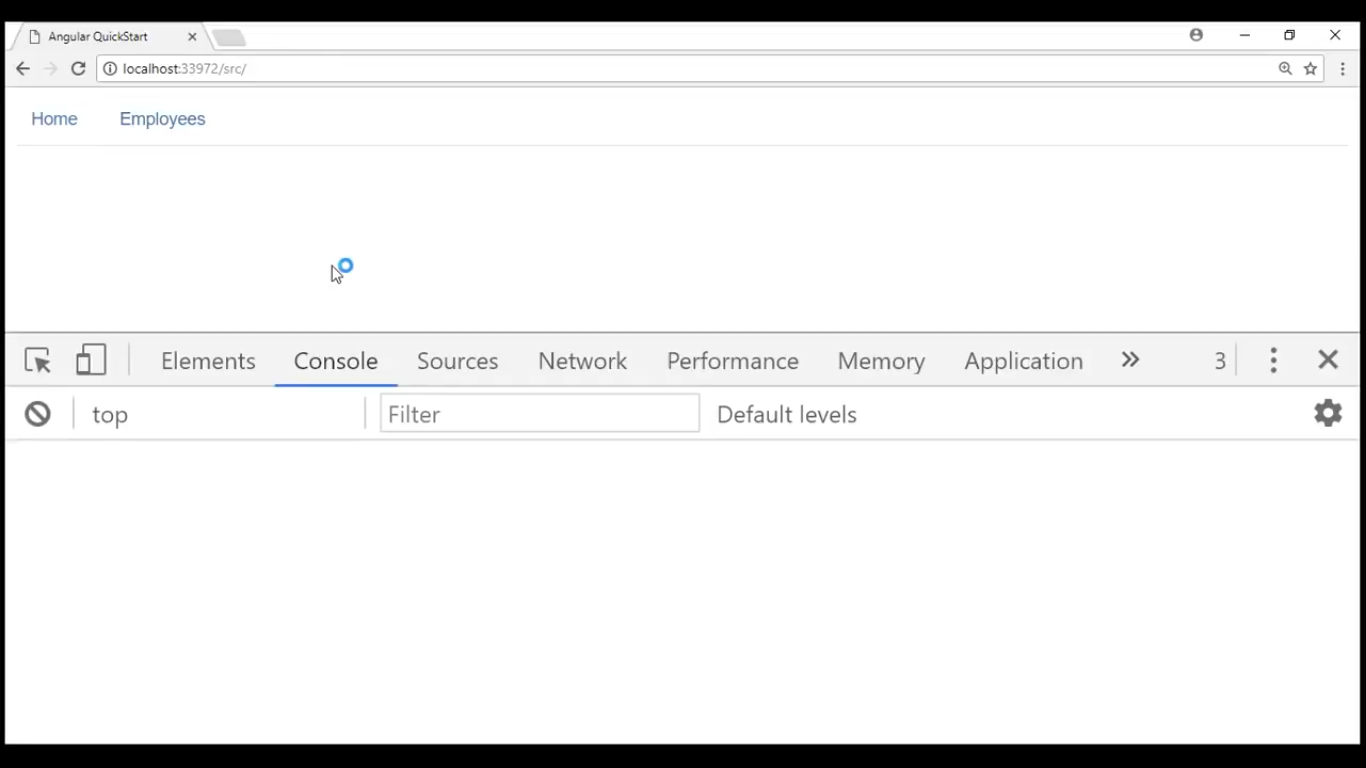 Angular QuickStart
localhost:33972/src/
Home Employees
Elements Console Sources Network Performance Memory Application 3
top Filter Default levels